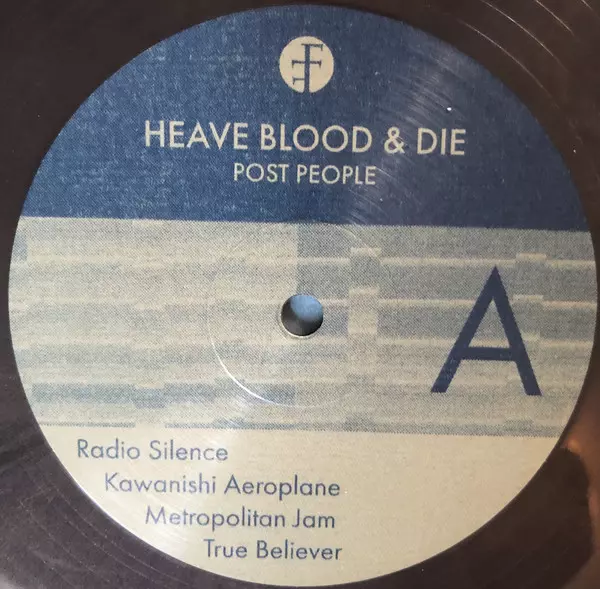 HEAVE BLOOD & DIE
POST PEOPLE
A
Radio Silence
Kawanishi Aeroplane
Metropolitan Jam
True Believer